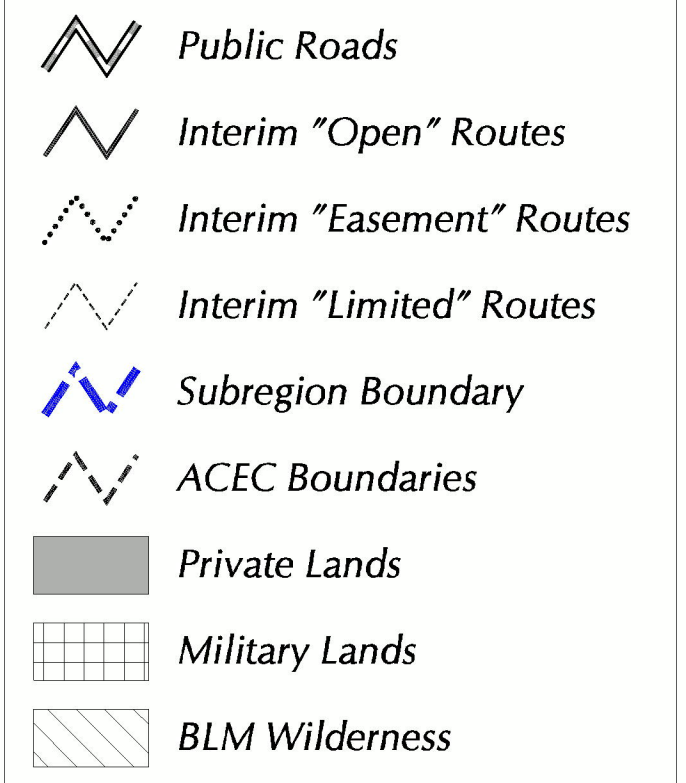 Public Roads
Interim "Open" Routes
Interim "Easement" Routes
Interim "Limited" Routes
Subregion Boundary
ACEC Boundaries
Private Lands
Military Lands
BLM Wilderness